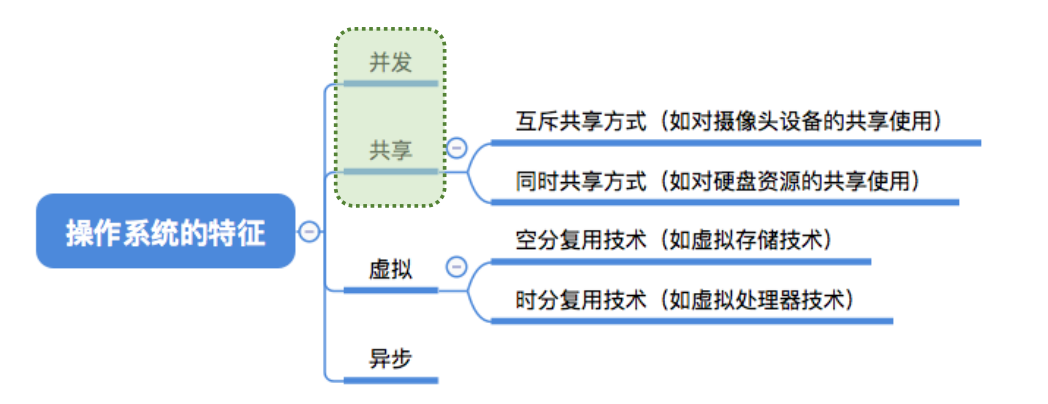 并发
共享
互斥共享方式（如对摄像头设备的共享使用）
同时共享方式（如对硬盘资源的共享使用）
操作系统的特征
虚拟
空分复用技术（如虚拟存储技术）
时分复用技术（如虚拟处理器技术）
异步